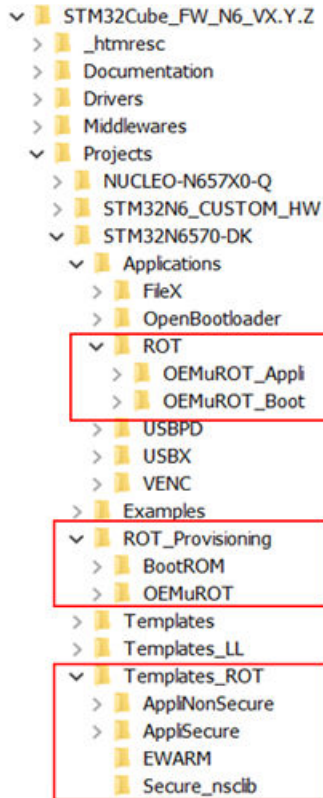 STM32Cube_FW_N6_VX.Y.Z
_htmresc
Documentation
Drivers
Middlewares
Projects
NUCLEO-N657X0-Q
STM32N6_CUSTOM_HW
STM32N6570-DK
Applications
FileX
OpenBootloader
ROT
OEMuROT_Appli
OEMuROT_Boot
USBPD
USBX
VENC
Examples
ROT_Provisioning
BootROM
OEMuROT
Templates
Templates_LL
Templates_ROT
AppliNonSecure
AppliSecure
EWARM
Secure_nsclib